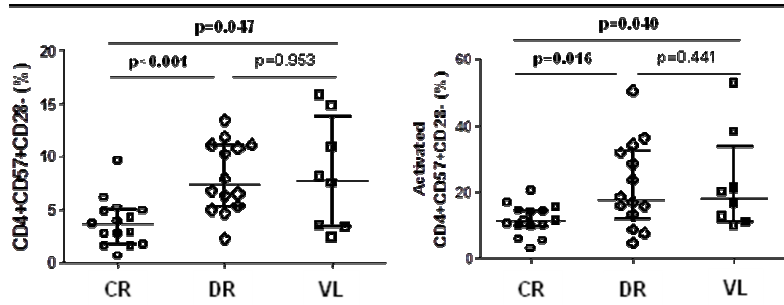 p=0.047
p<0.001
p=0.953
CD4+CD57+CD28- (%)
20
15
10
5
0
CR
DR
VL
p=0.040
p=0.016
p=0.441
Activated
CD4+CD57+CD28- (%)
60
40
20
0
CR
DR
VL